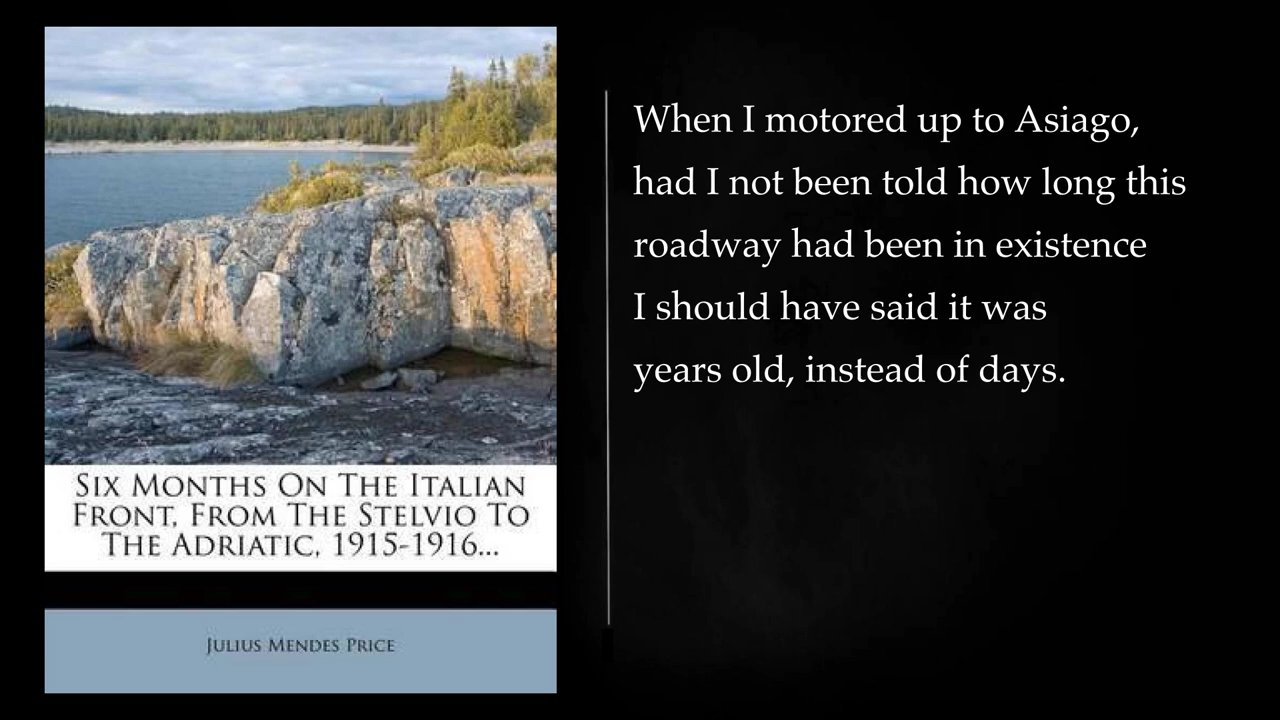 When I motored up to Asiago,
had I not been told how long this
roadway had been in existence
I should have said it was
years old, instead of days.
Six Months On The Italian
Front, From The Stelvio To
The Adriatic, 1915-1916...
Julius Mendes Price